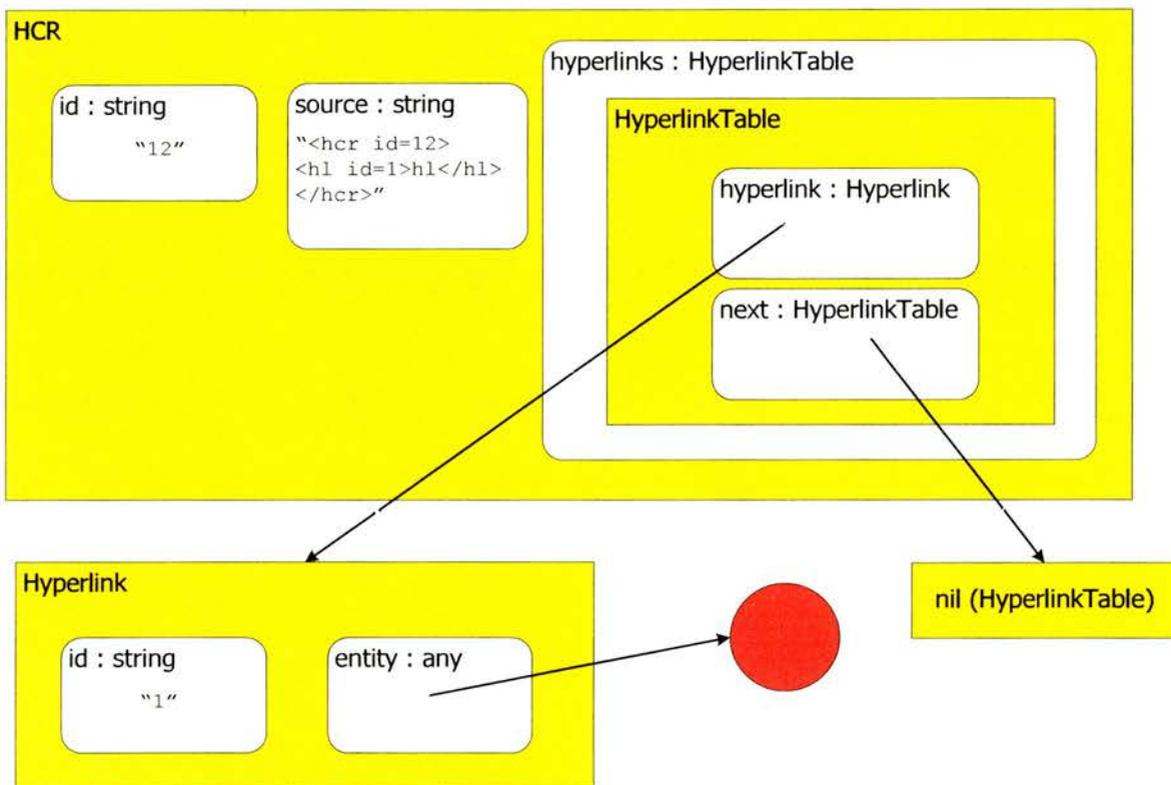 HCR
id : string
“12”
source : string
“<hcr id=12>
<hl id=1>hl</hl>
</hcr>”
hyperlinks : HyperlinkTable
HyperlinkTable
hyperlink : Hyperlink
next : HyperlinkTable
Hyperlink
id : string
“1”
entity : any
nil (HyperlinkTable)